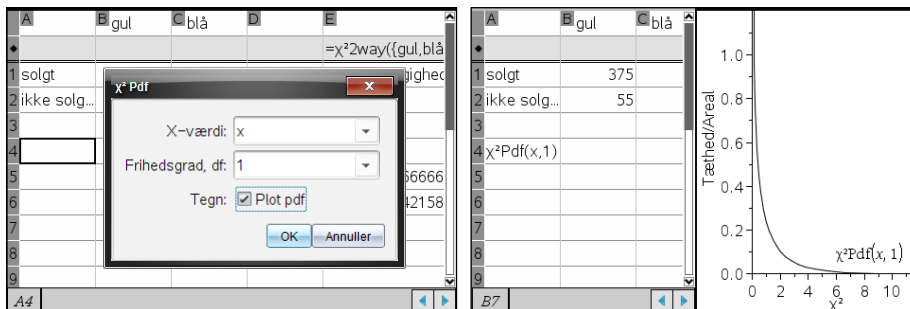 A B gul C blå D E
♦ =χ²2way({gul,blå
1 solgt
2 ikke solg...
3
4
5 66666
6 42158
7
8
9
A4
χ² Pdf
X-værdi: x
Frihedsgrad, df: 1
Tegn: Plot pdf
OK Annuller
A B gul C blå
♦
1 solgt 375
2 ikke solg... 55
3
4 χ²Pdf(x,1)
5
6
7
8
9
B7
Tæthed/Areal
1.0
0.8
0.6
0.4
0.2
0.0
χ²Pdf(x, 1)
0 2 4 6 8 10
χ²